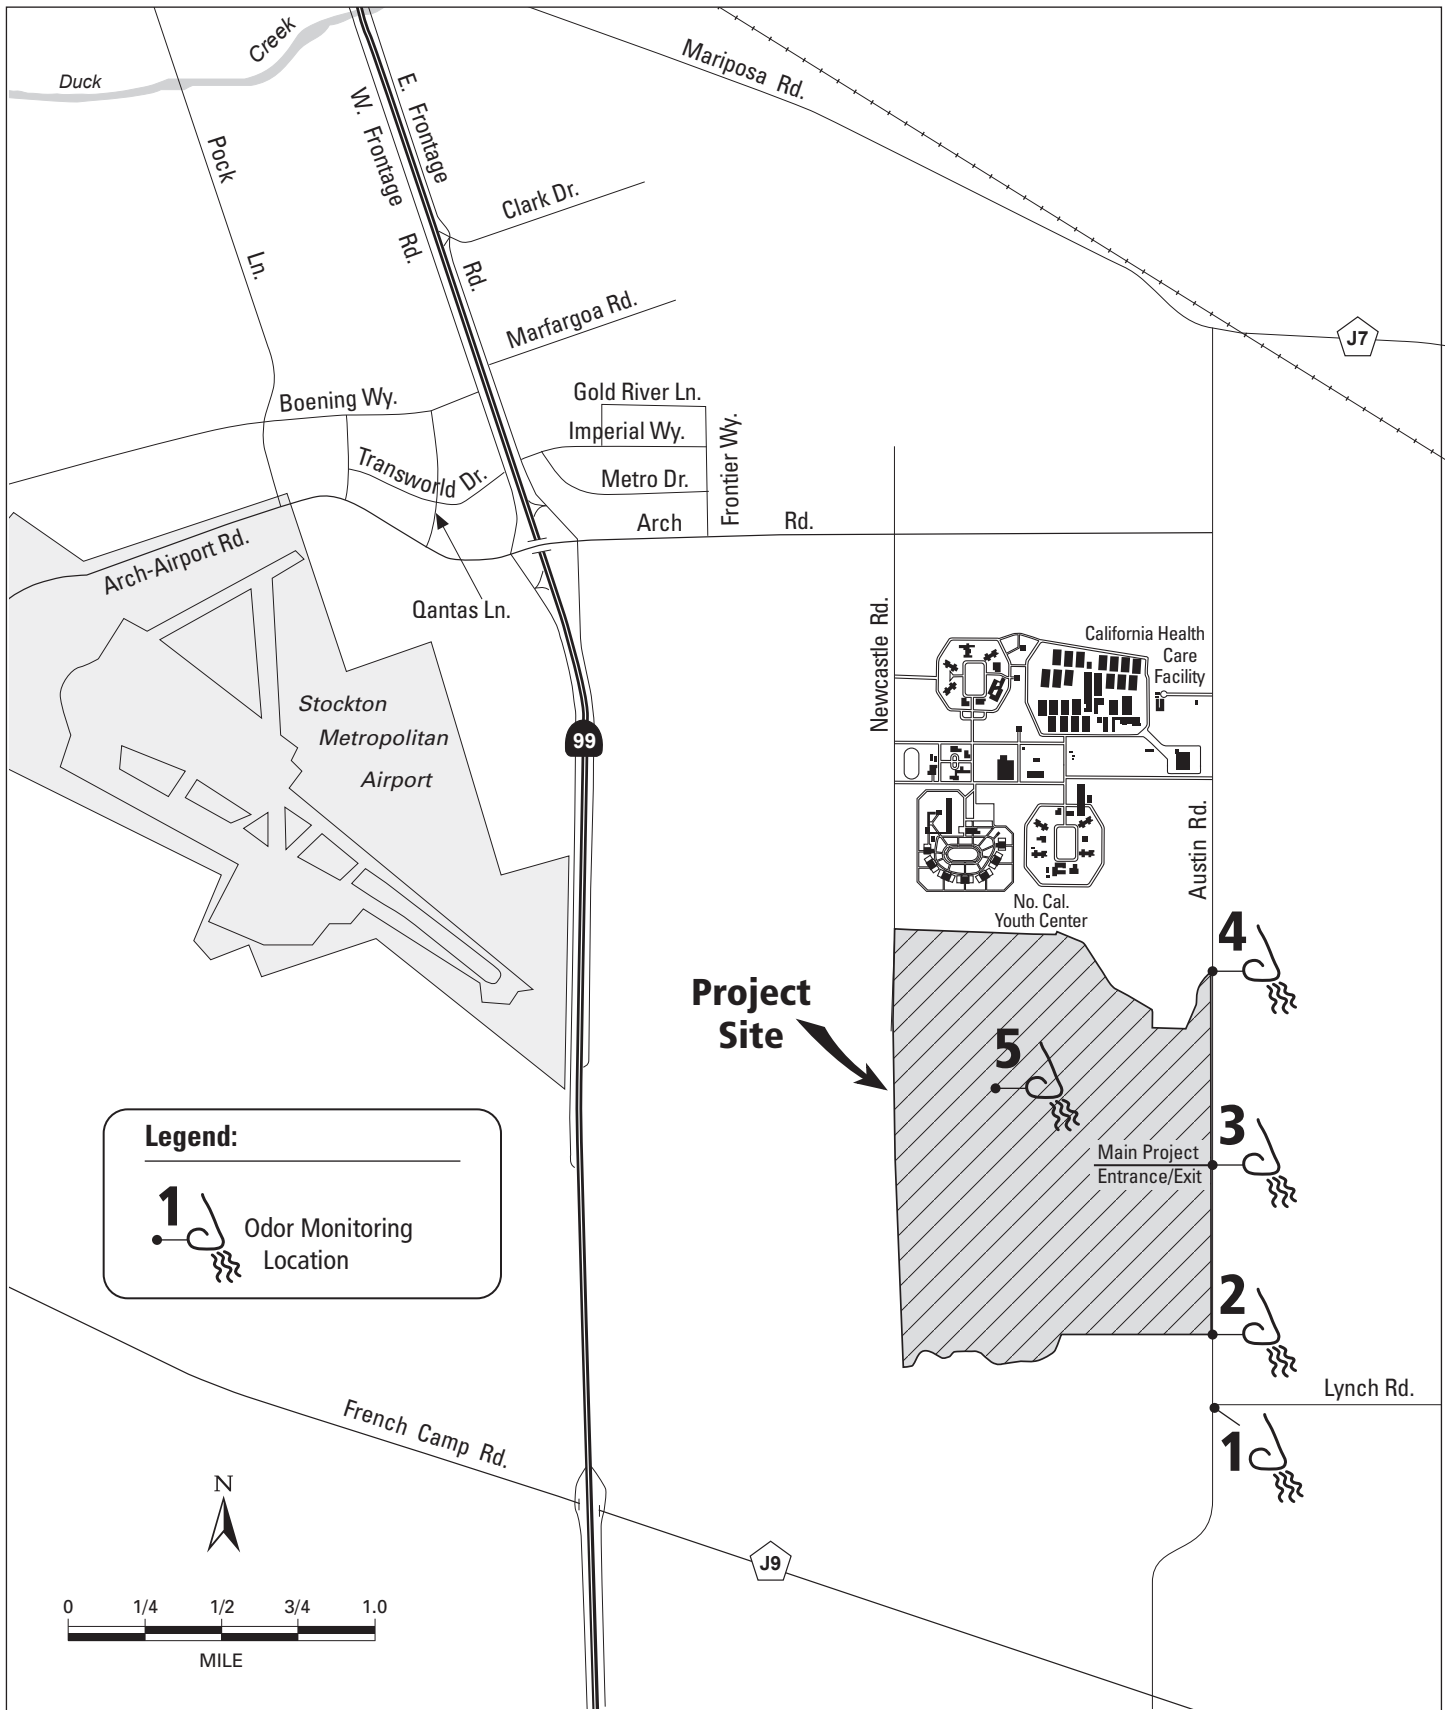 Creek
Duck
Mariposa Rd.
E. Frontage Rd.
W. Frontage Rd.
Pock Ln.
Clark Dr.
Marfargoa Rd.
J7
Boening Wy.
Gold River Ln.
Imperial Wy.
Transworld Dr.
Metro Dr.
Frontier Wy.
Arch Rd.
Arch-Airport Rd.
Qantas Ln.
Newcastle Rd.
California Health
Care
Facility
Stockton
Metropolitan
Airport
99
Austin Rd.
No. Cal.
Youth Center
4
Project
Site
5
3
Main Project
Entrance/Exit
Legend:
1
Odor Monitoring
Location
2
Lynch Rd.
1
French Camp Rd.
N
J9
0 1/4 1/2 3/4 1.0
MILE